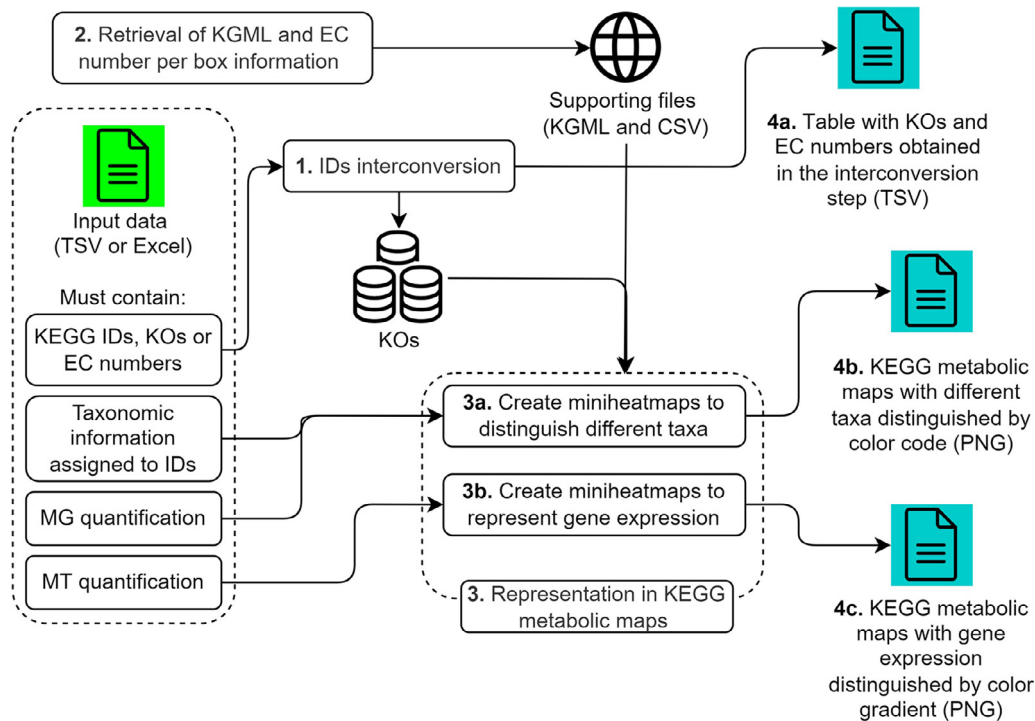 2. Retrieval of KGML and EC
number per box information
Supporting files
(KGML and CSV)
4a. Table with KOs and
EC numbers obtained
in the interconversion
step (TSV)
1. IDs interconversion
Input data
(TSV or Excel)
Must contain:
KEGG IDs, KOs or
EC numbers
Taxonomic
information
assigned to IDs
MG quantification
MT quantification
KOs
3a. Create miniheatmaps to
distinguish different taxa
3b. Create miniheatmaps to
represent gene expression
3. Representation in KEGG
metabolic maps
4b. KEGG metabolic
maps with different
taxa distinguished by
color code (PNG)
4c. KEGG metabolic
maps with gene
expression
distinguished by color
gradient (PNG)